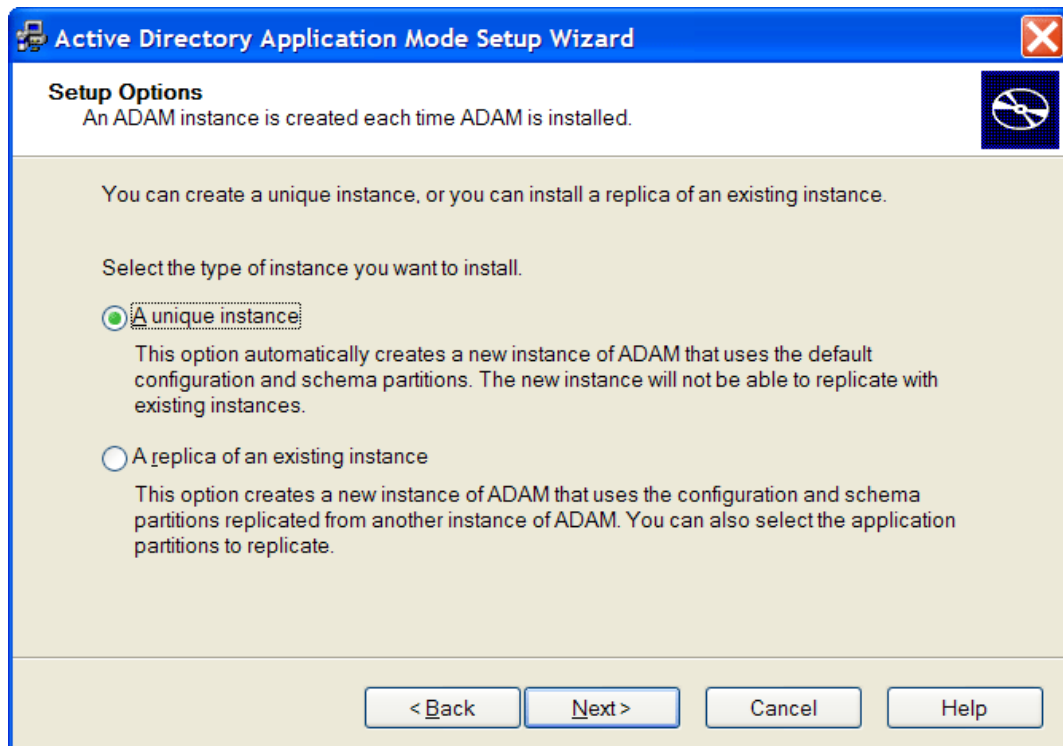 Active Directory Application Mode Setup Wizard
Setup Options
An ADAM instance is created each time ADAM is installed.
You can create a unique instance, or you can install a replica of an existing instance.
Select the type of instance you want to install.
A unique instance
This option automatically creates a new instance of ADAM that uses the default
configuration and schema partitions. The new instance will not be able to replicate with
existing instances.
A replica of an existing instance
This option creates a new instance of ADAM that uses the configuration and schema
partitions replicated from another instance of ADAM. You can also select the application
partitions to replicate.
< Back Next > Cancel Help